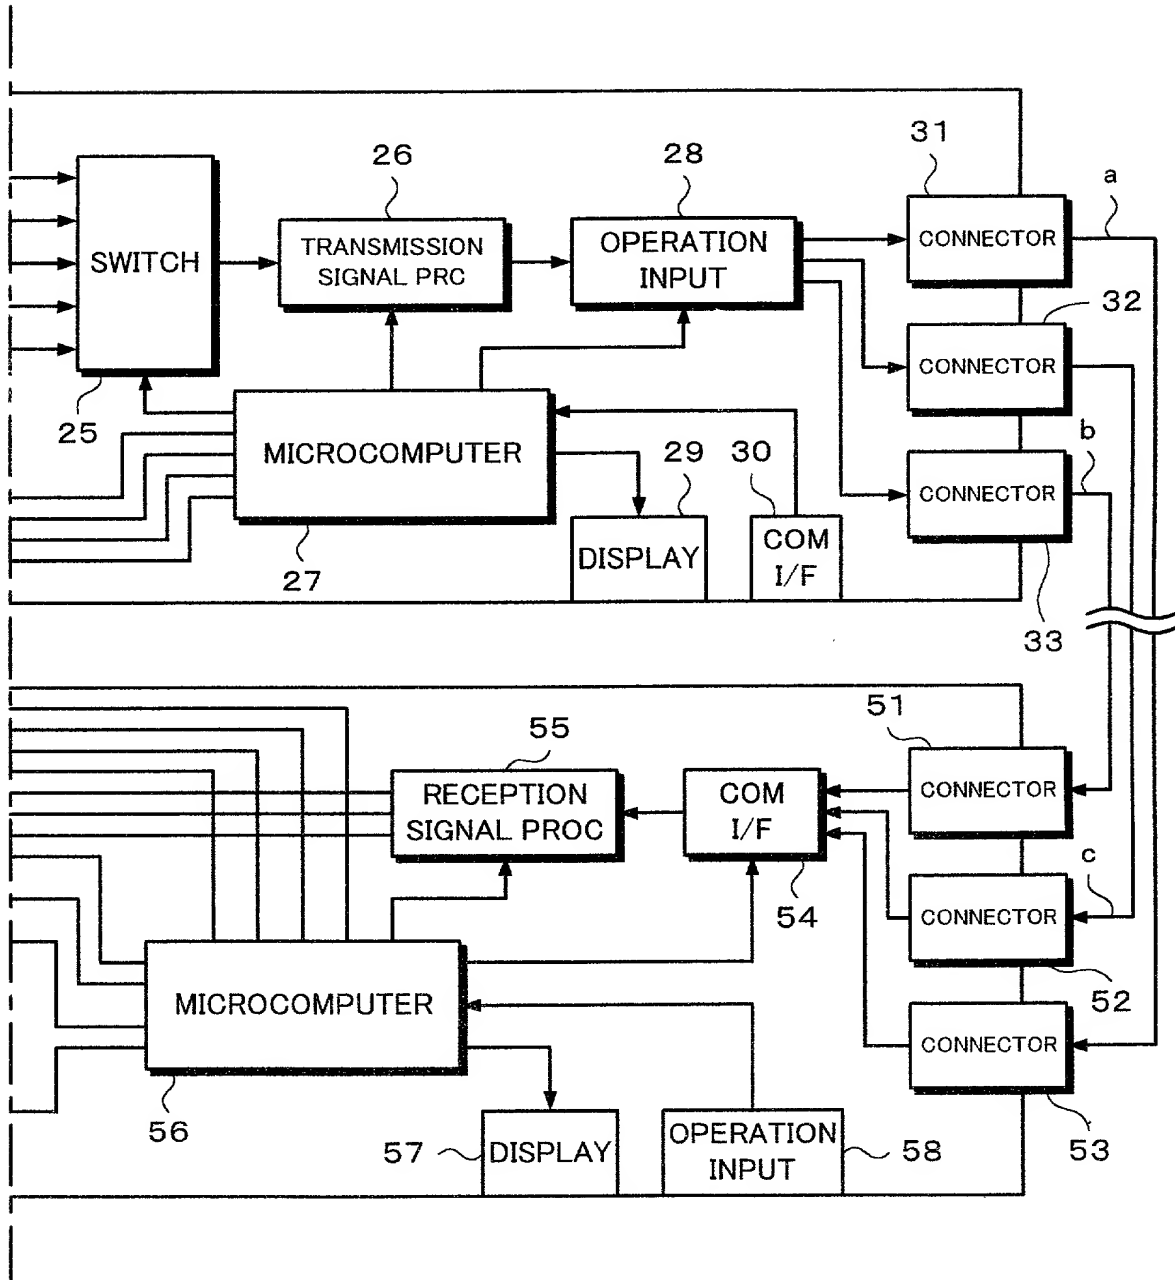 31
26
28
a
SWITCH
TRANSMISSION
SIGNAL PRC
OPERATION
INPUT
CONNECTOR
32
CONNECTOR
25
MICROCOMPUTER
29
30
b
CONNECTOR
DISPLAY
COM
I/F
27
33
51
55
RECEPTION
SIGNAL PROC
COM
I/F
CONNECTOR
c
54
CONNECTOR
MICROCOMPUTER
52
CONNECTOR
56
57
DISPLAY
OPERATION
INPUT
58
53